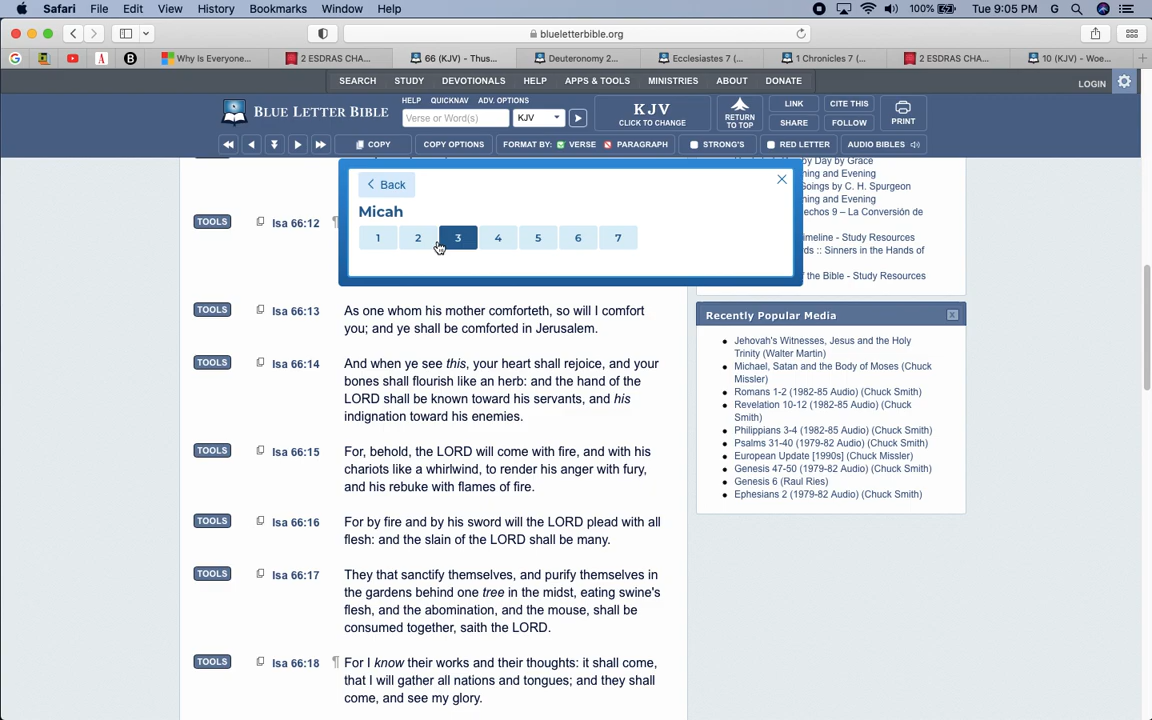 Safari File Edit View History Bookmarks Window Help 100% Tue 9:05 PM G
blueletterbible.org
Why Is Everyone... 2 ESDRAS CHA... 66 (KJV) - Thus... Deuteronomy 2... Ecclesiastes 7 (... 1 Chronicles 7 (... 2 ESDRAS CHA... 10 (KJV) - Woe...
SEARCH STUDY DEVOTIONALS HELP APPS & TOOLS MINISTRIES ABOUT DONATE LOGIN
HELP QUICKNAV ADV. OPTIONS
BLUE LETTER BIBLE
Verse or Word(s) KJV
KJV
CLICK TO CHANGE
RETURN
TO TOP
LINK CITE THIS
SHARE FOLLOW
PRINT
COPY COPY OPTIONS FORMAT BY: VERSE PARAGRAPH STRONG'S RED LETTER AUDIO BIBLES
Back
Micah
1 2 3 4 5 6 7
TOOLS Isa 66:12 ¶
TOOLS Isa 66:13 As one whom his mother comforteth, so will I comfort
you; and ye shall be comforted in Jerusalem.
TOOLS Isa 66:14 And when ye see this, your heart shall rejoice, and your
bones shall flourish like an herb: and the hand of the
LORD shall be known toward his servants, and his
indignation toward his enemies.
TOOLS Isa 66:15 For, behold, the LORD will come with fire, and with his
chariots like a whirlwind, to render his anger with fury,
and his rebuke with flames of fire.
TOOLS Isa 66:16 For by fire and by his sword will the LORD plead with all
flesh: and the slain of the LORD shall be many.
TOOLS Isa 66:17 They that sanctify themselves, and purify themselves in
the gardens behind one tree in the midst, eating swine's
flesh, and the abomination, and the mouse, shall be
consumed together, saith the LORD.
TOOLS Isa 66:18 ¶ For I know their works and their thoughts: it shall come,
that I will gather all nations and tongues; and they shall
come, and see my glory.
by Day by Grace
ning and Evening
Goings by C. H. Spurgeon
ning and Evening
echos 9 – La Conversión de
imeline - Study Resources
rds :: Sinners in the Hands of
the Bible - Study Resources
Recently Popular Media
Jehovah's Witnesses, Jesus and the Holy
Trinity (Walter Martin)
Michael, Satan and the Body of Moses (Chuck
Missler)
Romans 1-2 (1982-85 Audio) (Chuck Smith)
Revelation 10-12 (1982-85 Audio) (Chuck
Smith)
Philippians 3-4 (1982-85 Audio) (Chuck Smith)
Psalms 31-40 (1979-82 Audio) (Chuck Smith)
European Update [1990s] (Chuck Missler)
Genesis 47-50 (1979-82 Audio) (Chuck Smith)
Genesis 6 (Raul Ries)
Ephesians 2 (1979-82 Audio) (Chuck Smith)